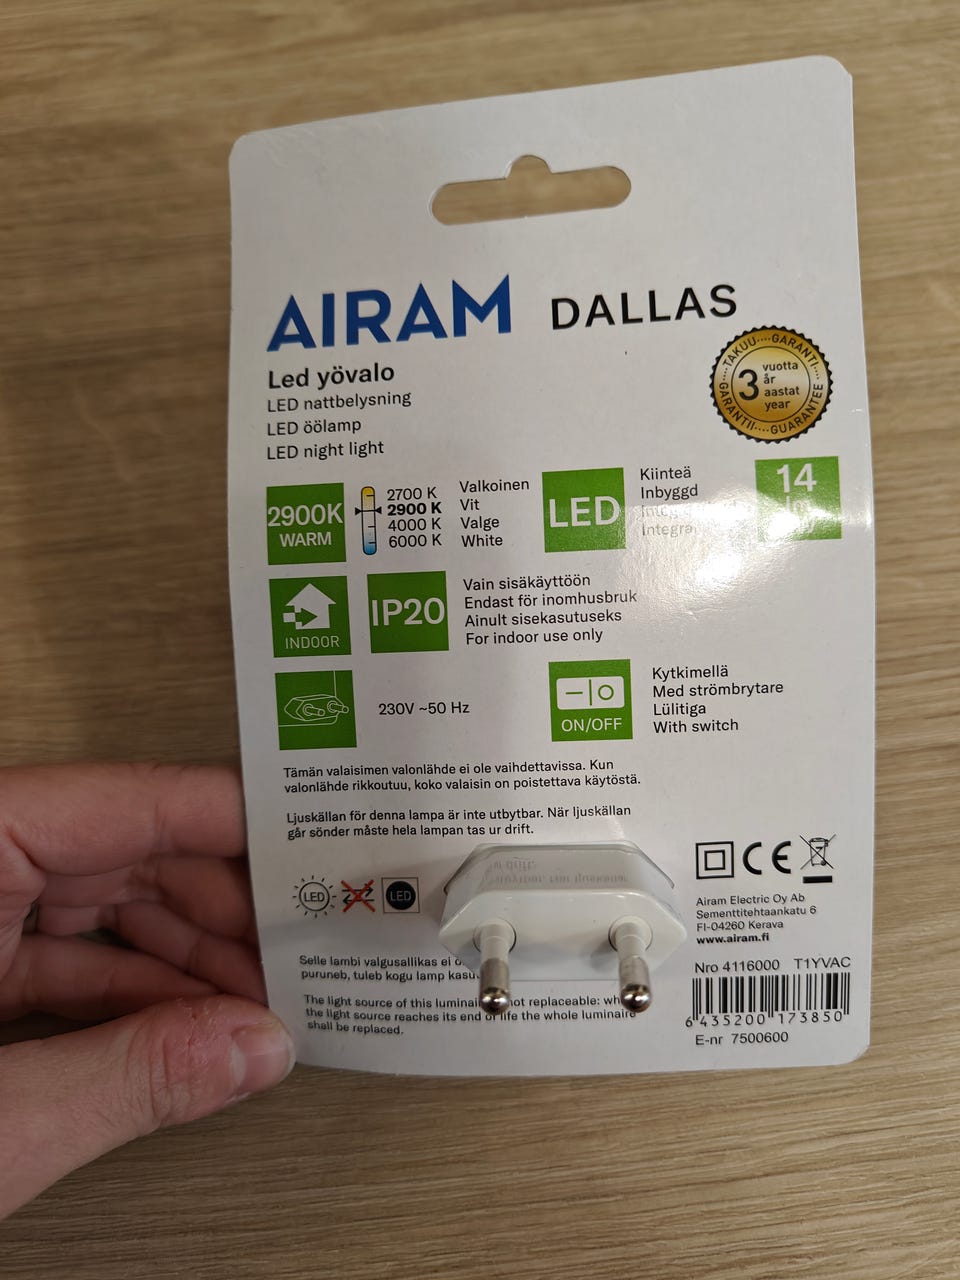 AIRAM DALLAS
Led yövalo
LED nattbelysning
LED öölamp
LED night light
TAKUU GARANTI
GARANTII GUARANTEE
3 vuotta
år
aastat
year
2900K
WARM
2700 K
2900 K
4000 K
6000 K
Valkoinen
Vit
Valge
White
LED
Kiinteä
Inbyggd
14
lm
INDOOR
IP20
Vain sisäkäyttöön
Endast för inomhusbruk
Ainult sisekasutuseks
For indoor use only
230V ~50 Hz
ON/OFF
Kytkimellä
Med strömbrytare
Lülitiga
With switch
Tämän valaisimen valonlähde ei ole vaihdettavissa. Kun
valonlähde rikkoutuu, koko valaisin on poistettava käytöstä.
Ljuskällan för denna lampa är inte utbytbar. När ljuskällan
går sönder måste hela lampan tas ur drift.
LED
LED
CE
Airam Electric Oy Ab
Sementtitehtaankatu 6
FI-04260 Kerava
www.airam.fi
Selle lambi valgusallikas ei
puruneb, tuleb kogu lamp
The light source of this not replaceable:
the light source reaches its end of life the whole luminaire
shall be replaced.
Nro 4116000 T1YVAC
6 435200 173850
E-nr 7500600